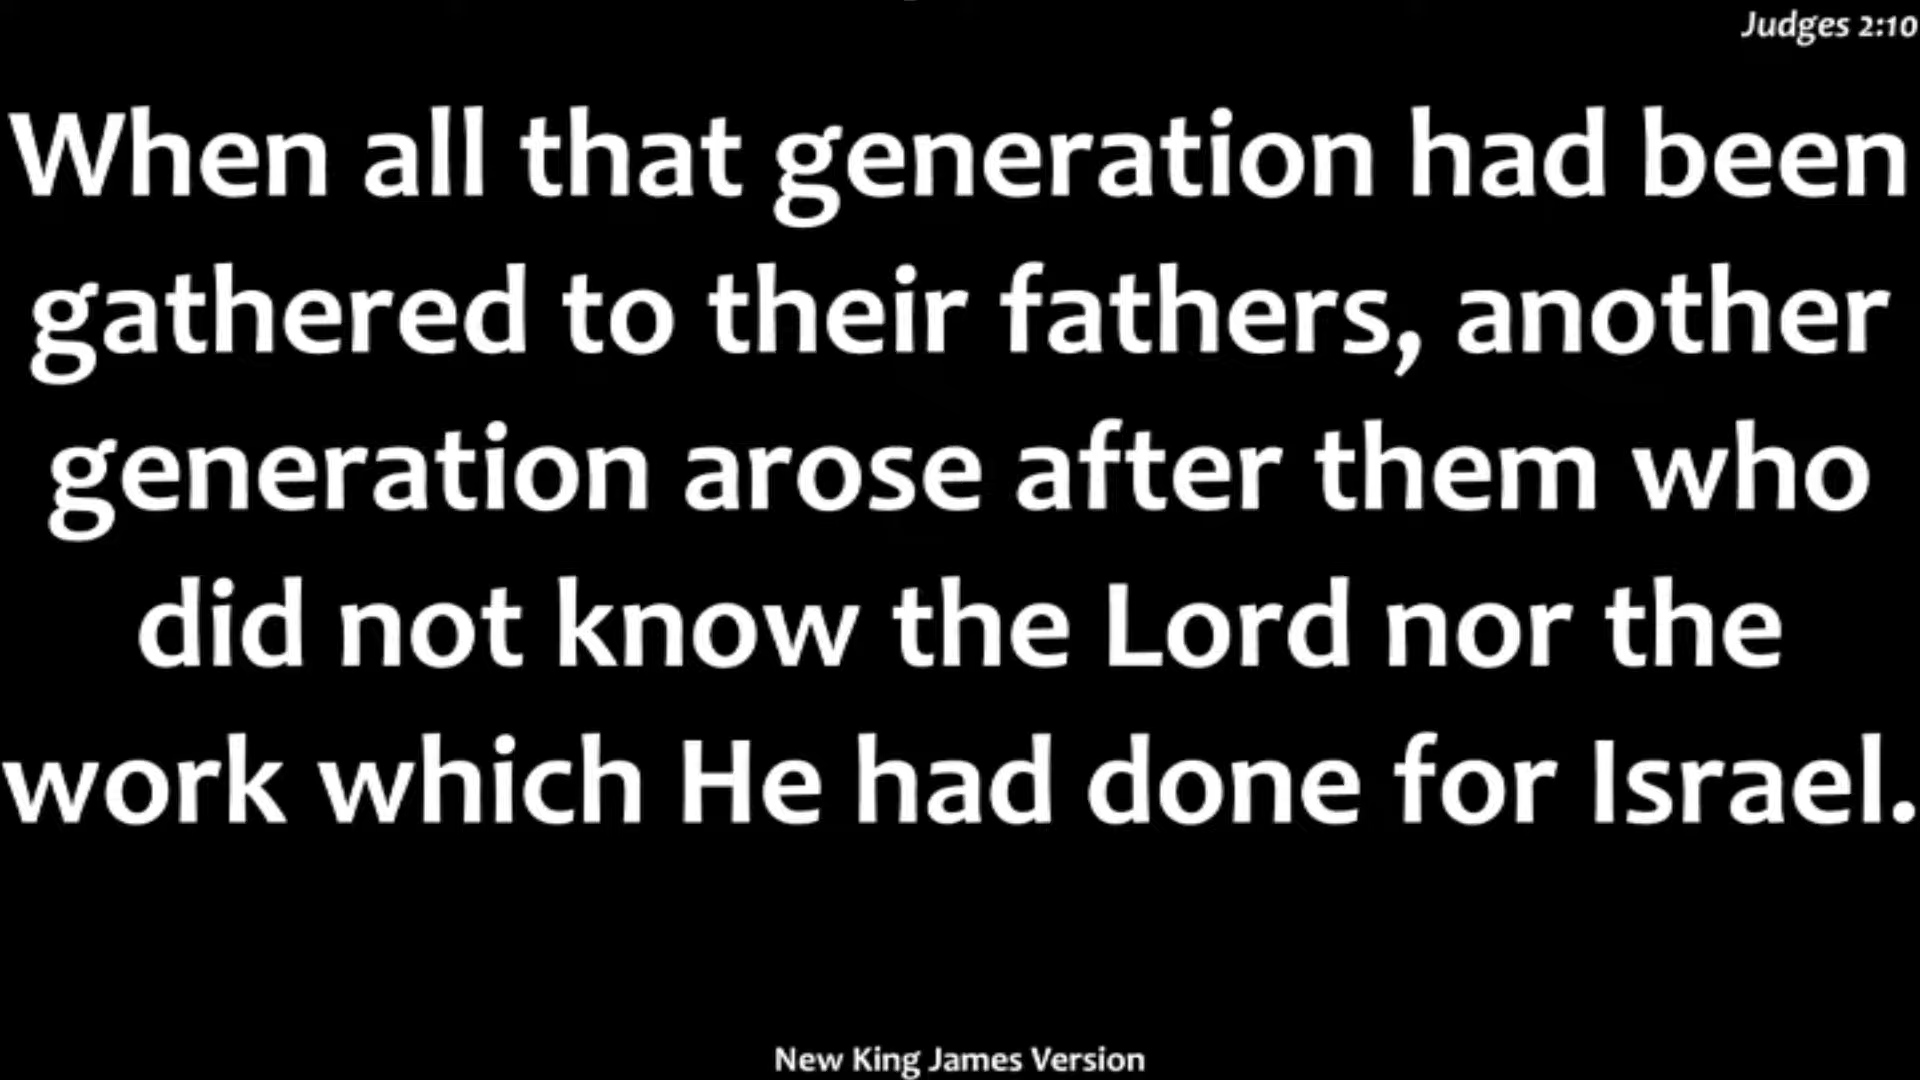 Judges 2:10
When all that generation had been
gathered to their fathers, another
generation arose after them who
did not know the Lord nor the
work which He had done for Israel.
New King James Version